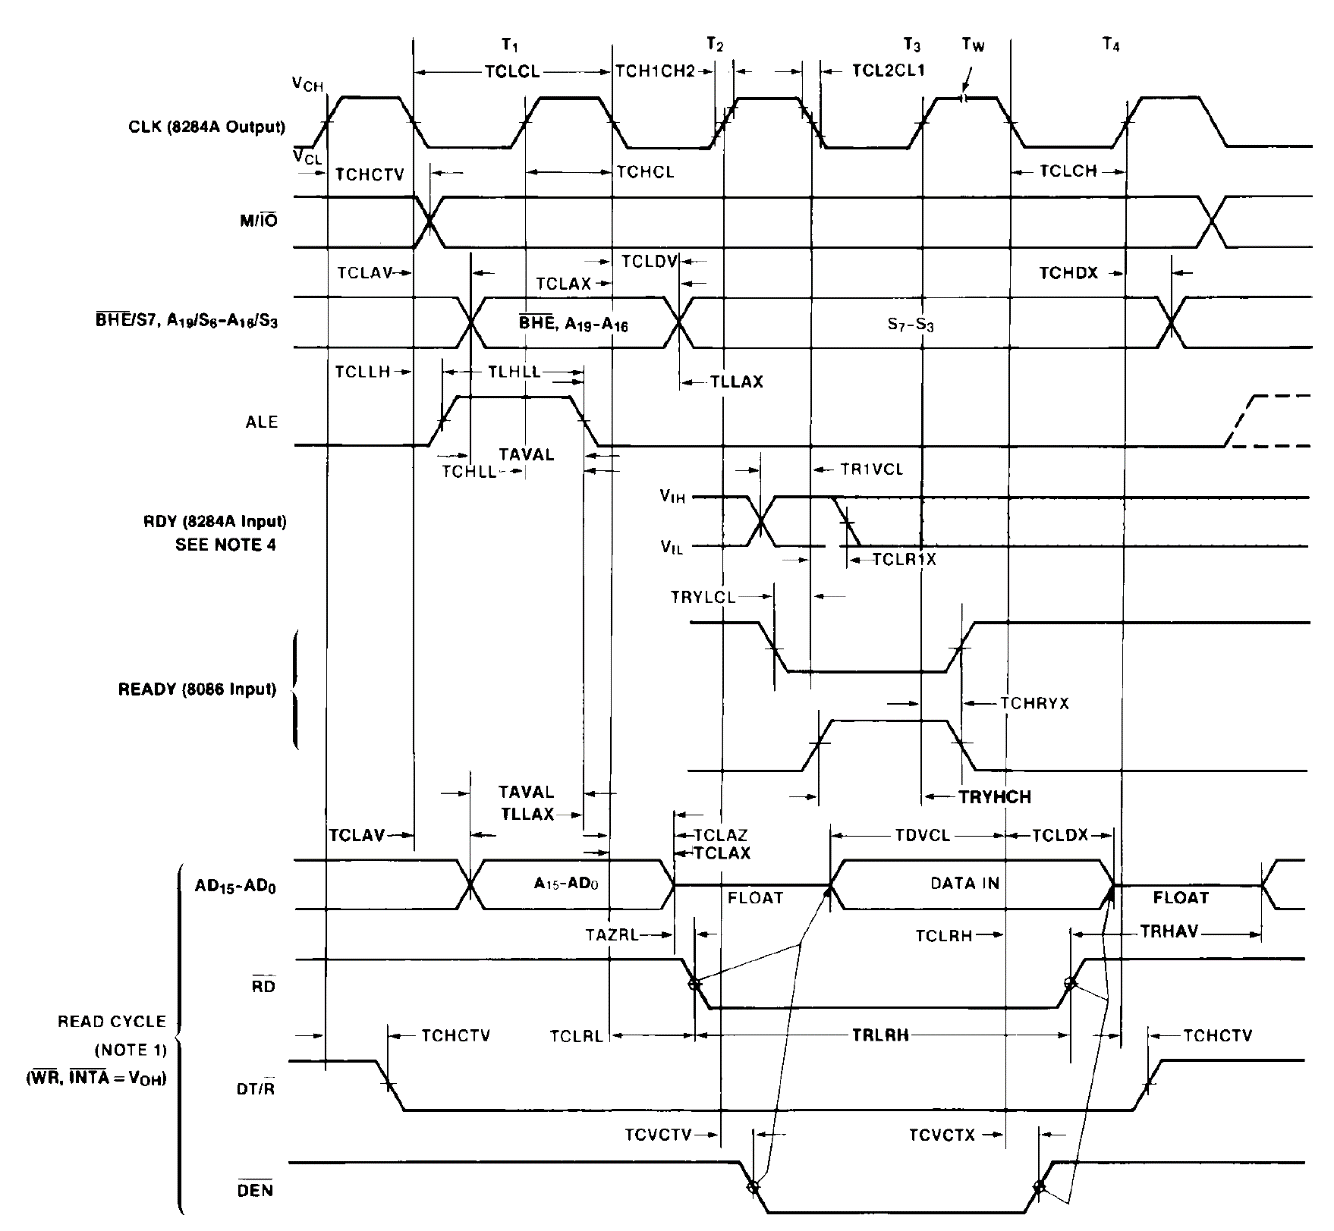 T1 T2 T3 TW T4
TCLCL TCH1CH2 TCL2CL1
VCH
CLK (8284A Output)
VCL
TCHCTV TCHCL TCLCH
M/IO
TCLAV TCLDV TCHDX
TCLAX
BHE/S7, A19/S6–A16/S3 BHE, A19–A16 S7–S3
TCLLH TLHLL TLLAX
ALE
TAVAL
TCHLL TR1VCL
VIH
RDY (8284A Input)
SEE NOTE 4
VIL
TCLR1X
TRYLCL
READY (8086 Input)
TCHRYX
TAVAL TRYHCH
TLLAX
TCLAV TCLAZ TDVCL TCLDX
TCLAX
AD15–AD0 A15–AD0 FLOAT DATA IN FLOAT
TAZRL TCLRH TRHAV
RD
READ CYCLE
(NOTE 1)
(WR, INTA = VOH)
TCHCTV TCLRL TRLRH TCHCTV
DT/R
TCVCTV TCVCTX
DEN